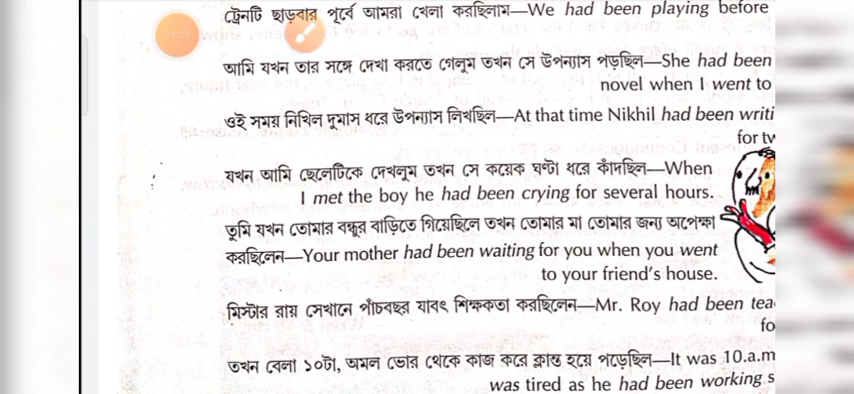 ট্রেনটি ছাড়বার পূর্বে আমরা খেলা করছিলাম—We had been playing before
14:25
আমি যখন তার সঙ্গে দেখা করতে গেলুম তখন সে উপন্যাস পড়ছিল—She had been
novel when I went to
ওই সময় নিখিল দুমাস ধরে উপন্যাস লিখছিল—At that time Nikhil had been writi
for tw
যখন আমি ছেলেটিকে দেখলুম তখন সে কয়েক ঘণ্টা ধরে কাঁদছিল—When
I met the boy he had been crying for several hours.
তুমি যখন তোমার বন্ধুর বাড়িতে গিয়েছিলে তখন তোমার মা তোমার জন্য অপেক্ষা
করছিলেন—Your mother had been waiting for you when you went
to your friend's house.
মিস্টার রায় সেখানে পাঁচবছর যাবৎ শিক্ষকতা করছিলেন—Mr. Roy had been tea
fo
তখন বেলা ১০টা, অমল ভোর থেকে কাজ করে ক্লান্ত হয়ে পড়েছিল—It was 10.a.m
was tired as he had been working s